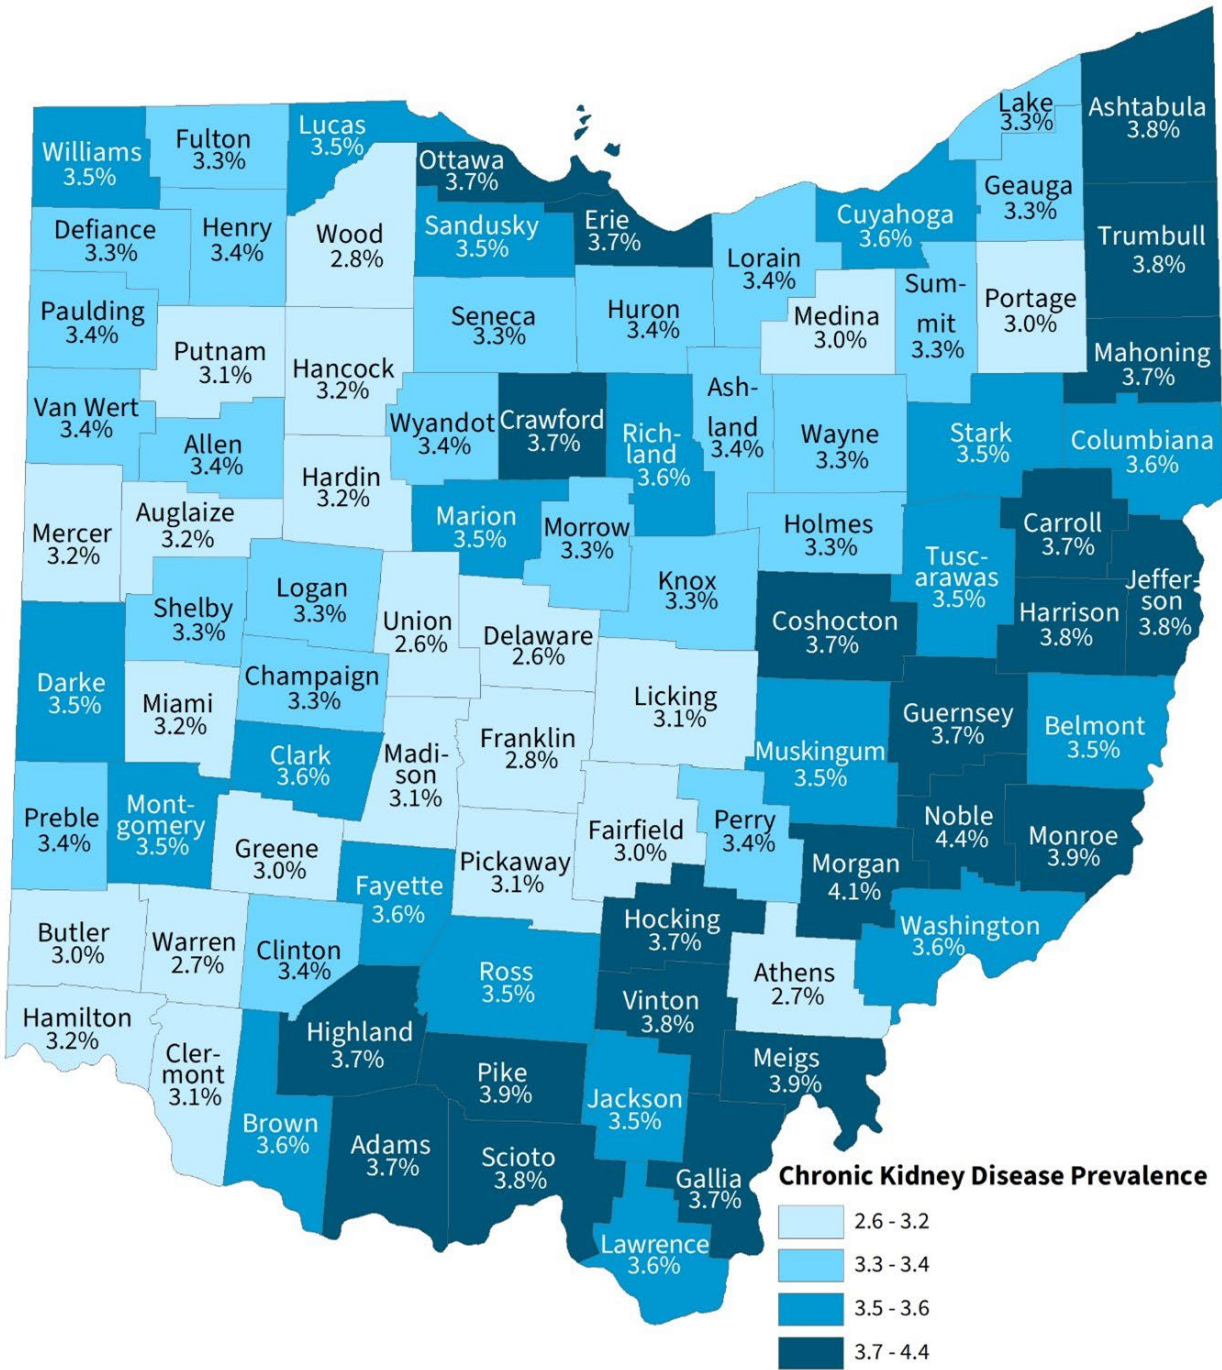 Lake
3.3%
Ashtabula
3.8%
Williams
3.5%
Fulton
3.3%
Lucas
3.5%
Ottawa
3.7%
Geauga
3.3%
Defiance
3.3%
Henry
3.4%
Wood
2.8%
Sandusky
3.5%
Erie
3.7%
Cuyahoga
3.6%
Trumbull
3.8%
Lorain
3.4%
Paulding
3.4%
Seneca
3.3%
Huron
3.4%
Medina
3.0%
Sum-
mit
3.3%
Portage
3.0%
Putnam
3.1%
Hancock
3.2%
Mahoning
3.7%
Van Wert
3.4%
Allen
3.4%
Wyandot
3.4%
Crawford
3.7%
Rich-
land
3.6%
Ash-
land
3.4%
Wayne
3.3%
Stark
3.5%
Columbiana
3.6%
Hardin
3.2%
Mercer
3.2%
Auglaize
3.2%
Marion
3.5%
Morrow
3.3%
Holmes
3.3%
Carroll
3.7%
Tusc-
arawas
3.5%
Jeffer-
son
3.8%
Logan
3.3%
Shelby
3.3%
Union
2.6%
Delaware
2.6%
Knox
3.3%
Coshocton
3.7%
Harrison
3.8%
Darke
3.5%
Miami
3.2%
Champaign
3.3%
Licking
3.1%
Guernsey
3.7%
Belmont
3.5%
Clark
3.6%
Madi-
son
3.1%
Franklin
2.8%
Muskingum
3.5%
Preble
3.4%
Mont-
gomery
3.5%
Greene
3.0%
Fairfield
3.0%
Perry
3.4%
Noble
4.4%
Monroe
3.9%
Pickaway
3.1%
Morgan
4.1%
Fayette
3.6%
Hocking
3.7%
Washington
3.6%
Butler
3.0%
Warren
2.7%
Clinton
3.4%
Ross
3.5%
Athens
2.7%
Vinton
3.8%
Hamilton
3.2%
Cler-
mont
3.1%
Highland
3.7%
Pike
3.9%
Meigs
3.9%
Jackson
3.5%
Brown
3.6%
Adams
3.7%
Scioto
3.8%
Gallia
3.7%
Lawrence
3.6%
Chronic Kidney Disease Prevalence
2.6 - 3.2
3.3 - 3.4
3.5 - 3.6
3.7 - 4.4